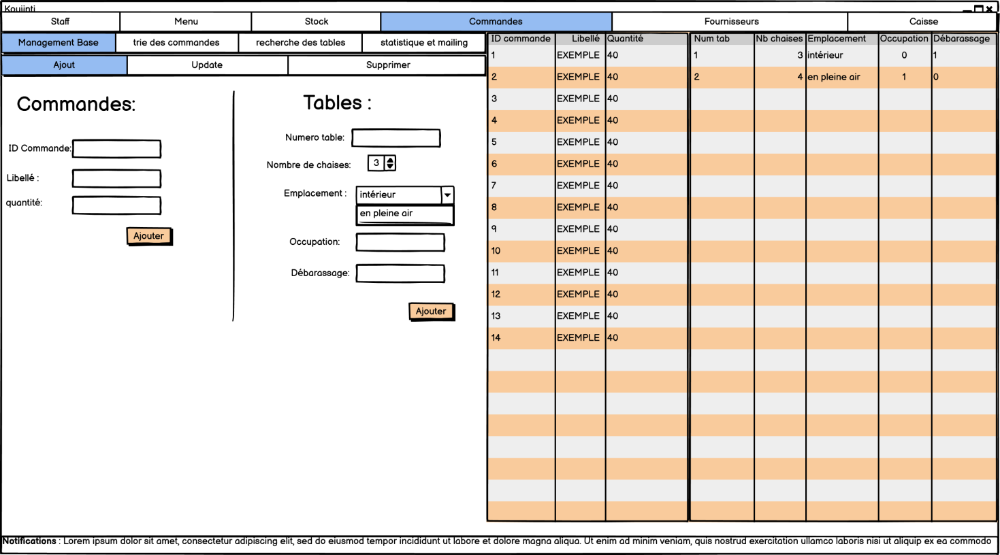 Koujinti
Staff Menu Stock Commandes Fournisseurs Caisse
Management Base trie des commandes recherche des tables statistique et mailing
Ajout Update Supprimer
Commandes:
ID Commande:
Libellé :
quantité:
Ajouter
Tables :
Numero table:
Nombre de chaises: 3
Emplacement : intérieur
en pleine air
Occupation:
Débarassage:
Ajouter
ID commande Libellé Quantité
1 EXEMPLE 40
2 EXEMPLE 40
3 EXEMPLE 40
4 EXEMPLE 40
5 EXEMPLE 40
6 EXEMPLE 40
7 EXEMPLE 40
8 EXEMPLE 40
9 EXEMPLE 40
10 EXEMPLE 40
11 EXEMPLE 40
12 EXEMPLE 40
13 EXEMPLE 40
14 EXEMPLE 40
Num tab Nb chaises Emplacement Occupation Débarassage
1 3 intérieur 0 1
2 4 en pleine air 1 0
Notifications : Lorem ipsum dolor sit amet, consectetur adipiscing elit, sed do eiusmod tempor incididunt ut labore et dolore magna aliqua. Ut enim ad minim veniam, quis nostrud exercitation ullamco laboris nisi ut aliquip ex ea commodo